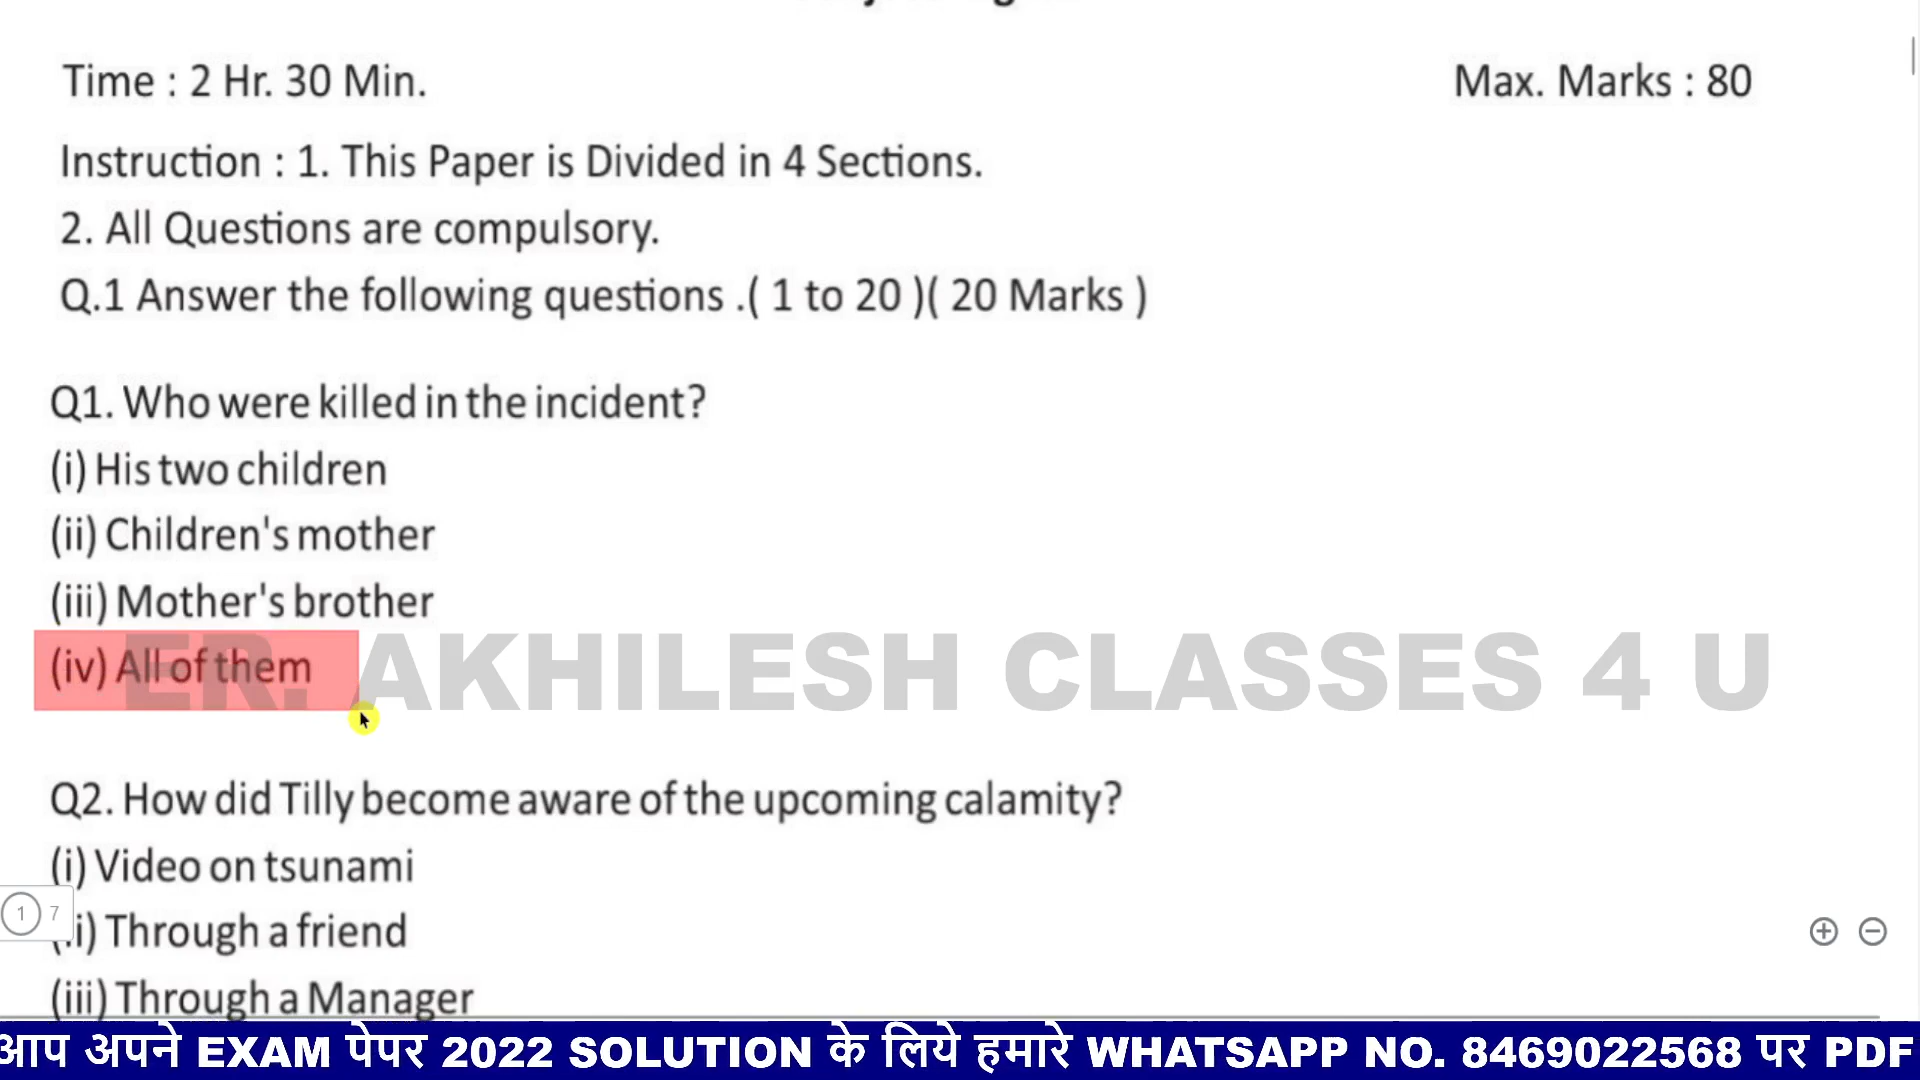 Time : 2 Hr. 30 Min. Max. Marks : 80
Instruction : 1. This Paper is Divided in 4 Sections.
2. All Questions are compulsory.
Q.1 Answer the following questions .( 1 to 20 )( 20 Marks )
Q1. Who were killed in the incident?
(i) His two children
(ii) Children's mother
(iii) Mother's brother
(iv) All of them
ER. AKHILESH CLASSES 4 U
Q2. How did Tilly become aware of the upcoming calamity?
(i) Video on tsunami
1 7
ii) Through a friend
(iii) Through a Manager
आप अपने EXAM पेपर 2022 SOLUTION के लिये हमारे WHATSAPP NO. 8469022568 पर PDF